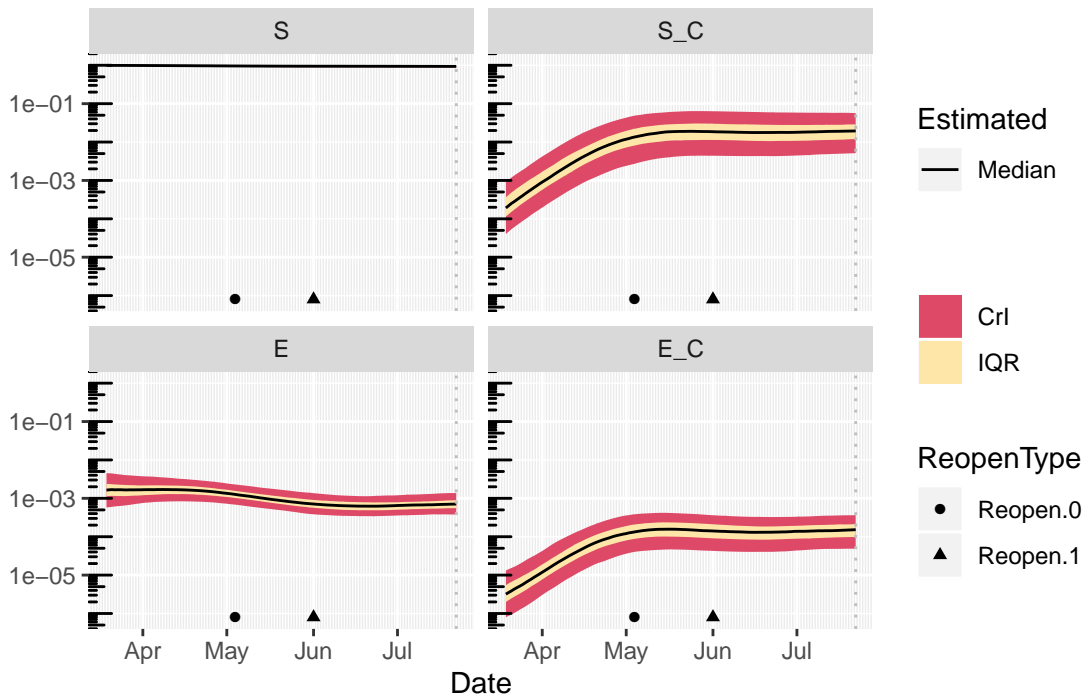 S
S_C
1e−01
1e−03
1e−05
E
E_C
1e−01
1e−03
1e−05
Apr
May
Jun
Jul
Apr
May
Jun
Jul
Date
Estimated
Median
CrI
IQR
ReopenType
Reopen.0
Reopen.1